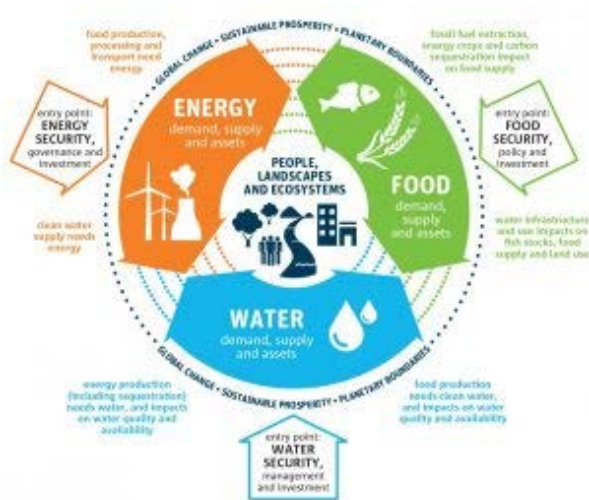 GLOBAL CHANGE • SUSTAINABLE PROSPERITY • PLANETARY BOUNDARIES
food production,
processing and
transport need
energy
fossil fuel extraction,
energy crops and carbon
sequestration impact
on food supply
entry point:
ENERGY
SECURITY,
governance and
investment
ENERGY
demand, supply
and assets
entry point:
FOOD
SECURITY,
policy and
investment
PEOPLE,
LANDSCAPES
AND ECOSYSTEMS
FOOD
demand,
supply
and assets
clean water
supply needs
energy
water infrastructure
and use impacts on
fish stocks, food
supply and land use
WATER
demand, supply
and assets
GLOBAL CHANGE • SUSTAINABLE PROSPERITY • PLANETARY BOUNDARIES
energy production
(including sequestration)
needs water, and impacts
on water quality and
availability
food production
needs clean water,
and impacts on water
quality and availability
entry point:
WATER
SECURITY,
management
and investment